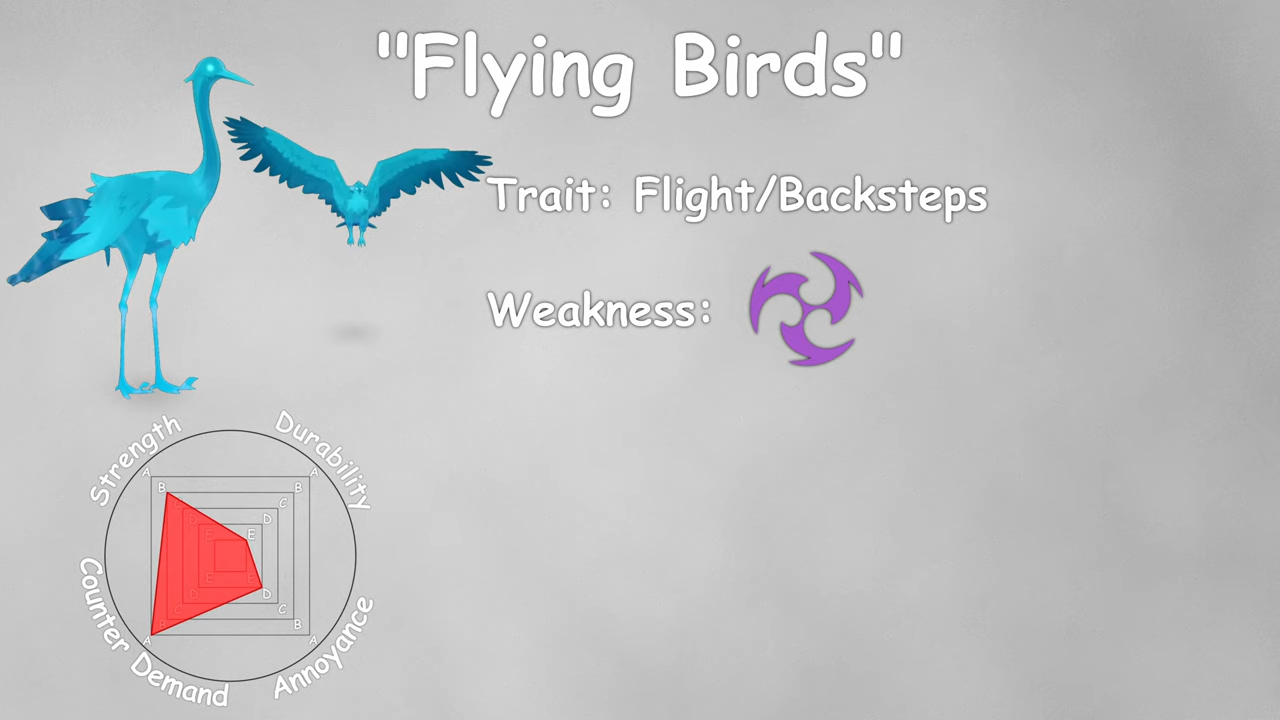 "Flying Birds"
Trait: Flight/Backsteps
Weakness:
Strength
Durability
A
A
B
B
C
C
D
D
E
E
E
E
D
D
C
C
B
B
A
A
Counter Demand
Annoyance